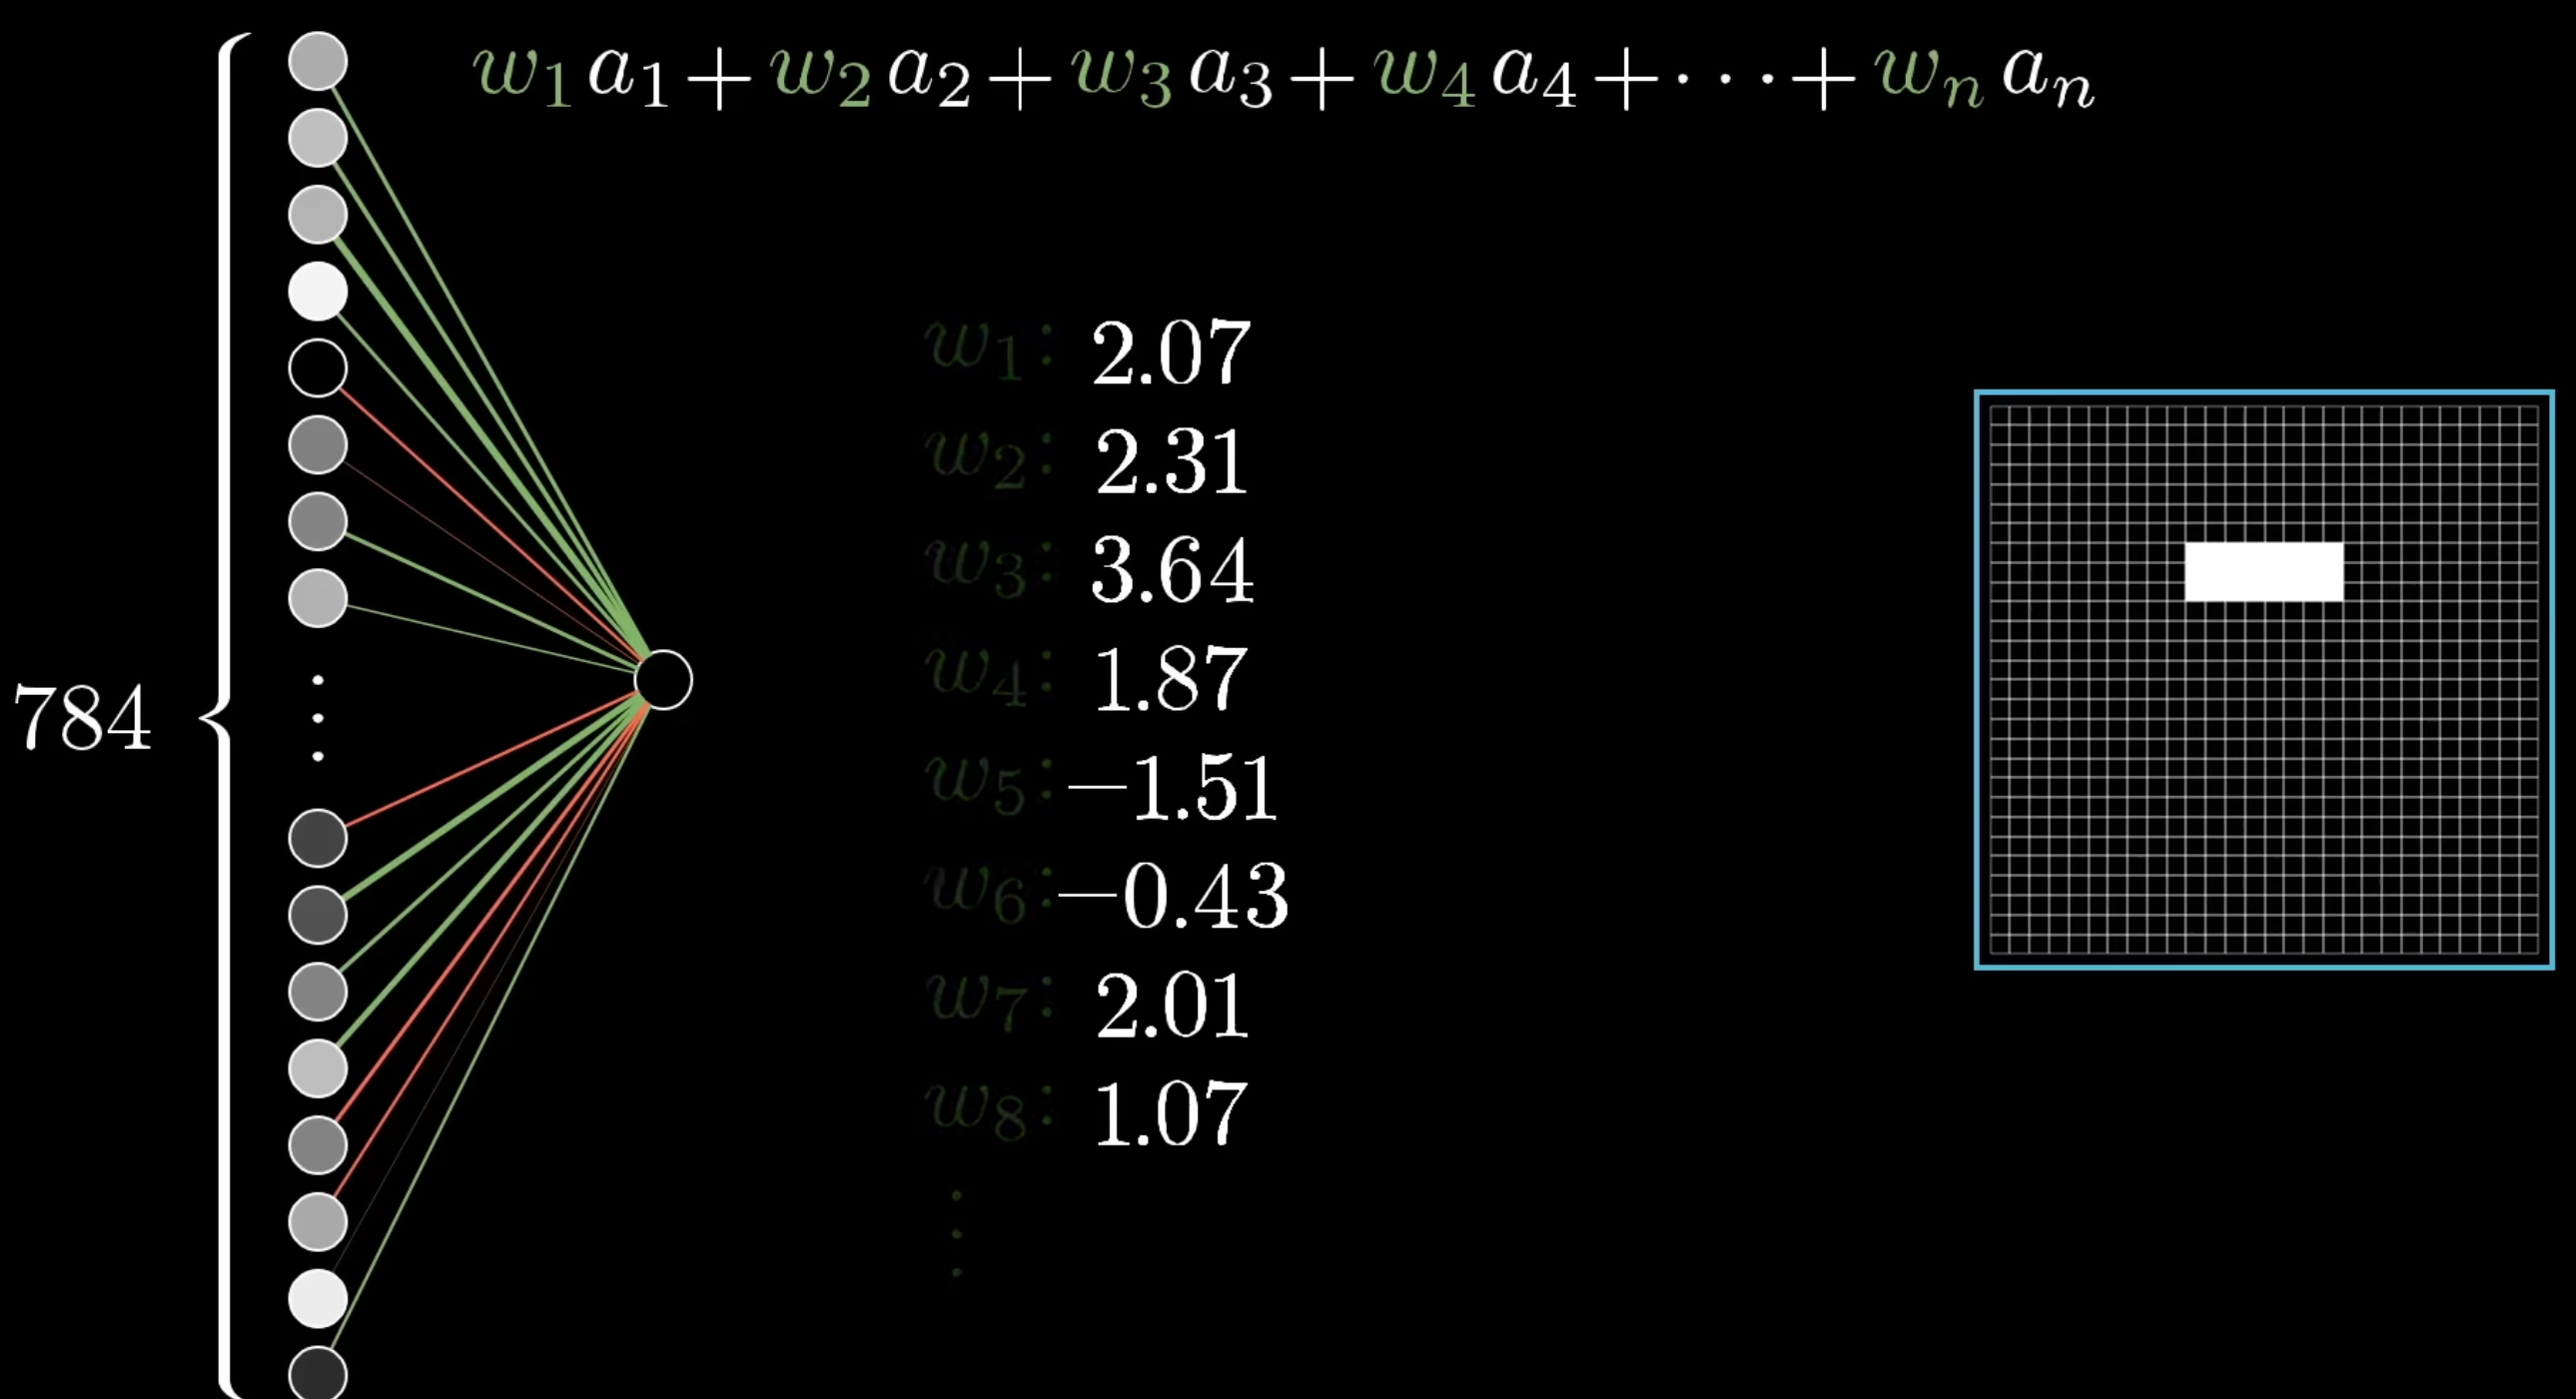 w₁a₁+w₂a₂+w₃a₃+w₄a₄+⋯+wₙaₙ
w₁: 2.07
w₂: 2.31
w₃: 3.64
w₄: 1.87
w₅: −1.51
w₆: −0.43
784
w₇: 2.01
w₈: 1.07
⋮